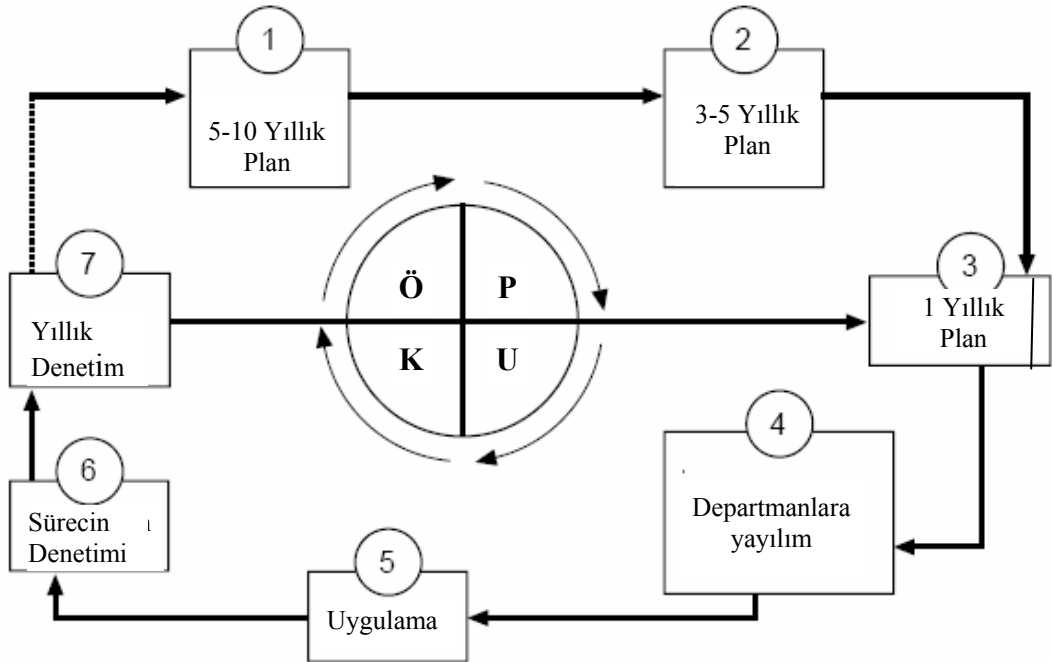 1
5-10 Yıllık
Plan
2
3-5 Yıllık
Plan
3
1 Yıllık
Plan
4
Departmanlara
yayılım
5
Uygulama
6
Sürecin
Denetimi
7
Yıllık
Denetim
Ö P
K U